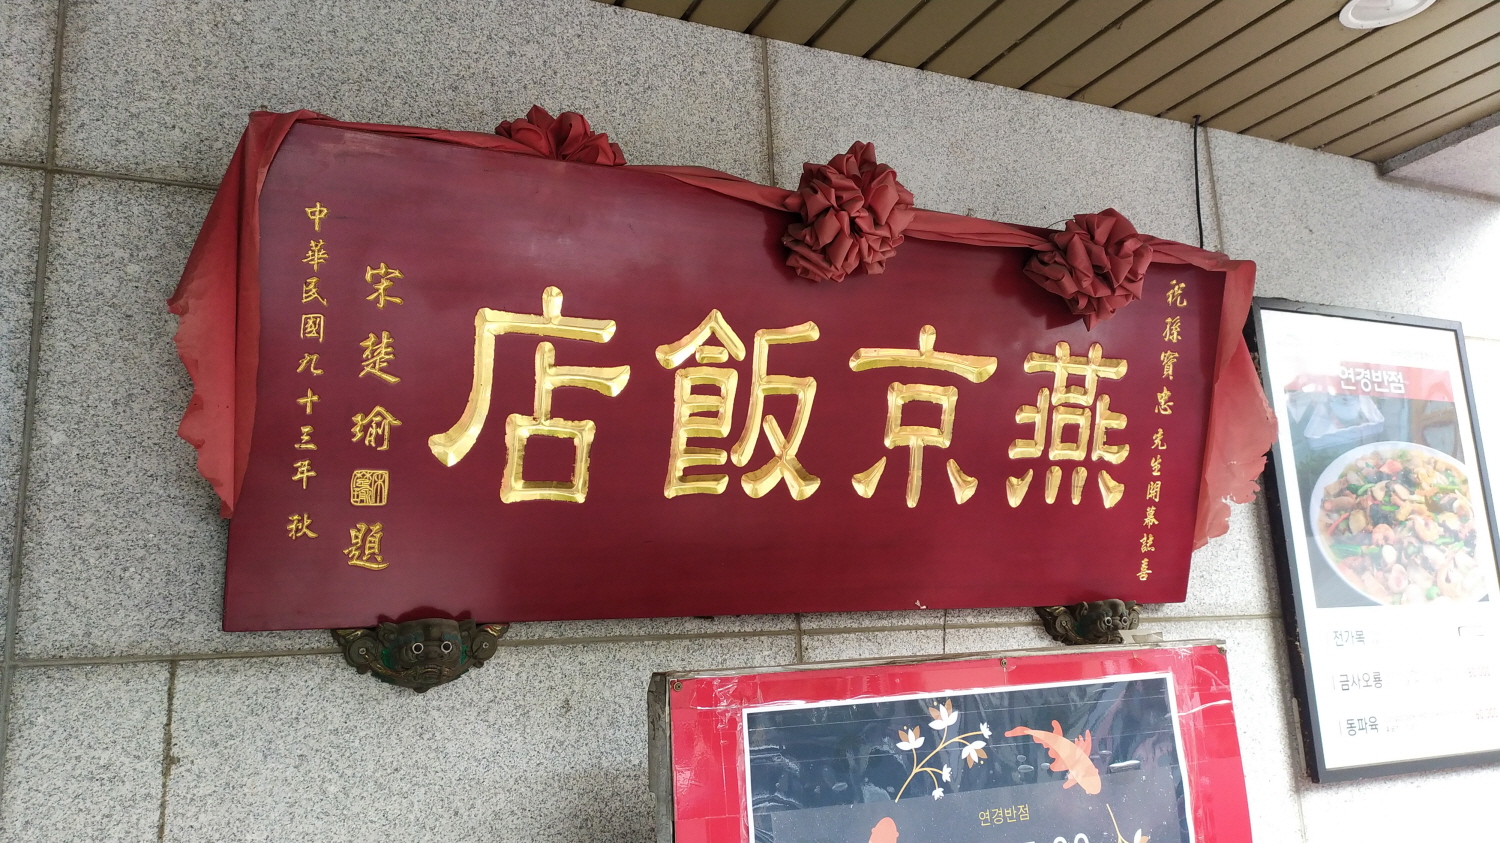 祝孫寳忠先生開幕誌喜
燕京飯店
宋楚瑜題
中華民國九十三年秋
연경반점
전가복
금사오룡
동파육
연경반점